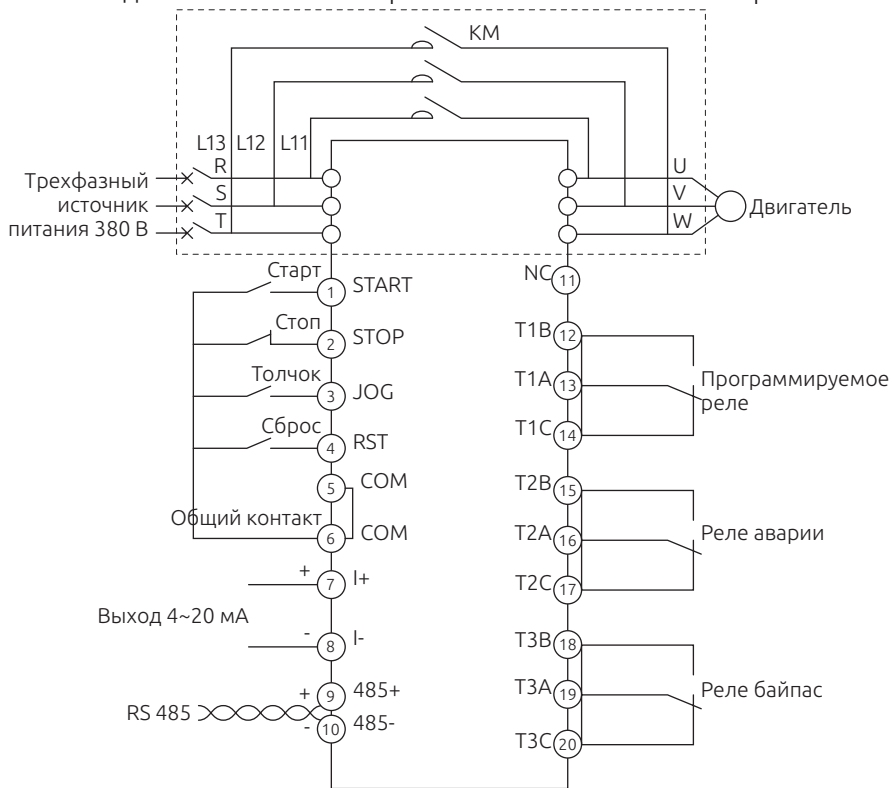 KM
L13 L12 L11
R
S
T
Трехфазный
источник
питания 380 В
U
V
W
Двигатель
Старт
1
START
Стоп
2
STOP
Толчок
3
JOG
Сброс
4
RST
5
COM
Общий контакт
6
COM
+
7
I+
Выход 4~20 мА
-
8
I-
RS 485
+
9
485+
-
10
485-
NC
11
T1B
12
T1A
13
T1C
14
Программируемое
реле
T2B
15
T2A
16
T2C
17
Реле аварии
T3B
18
T3A
19
T3C
20
Реле байпас